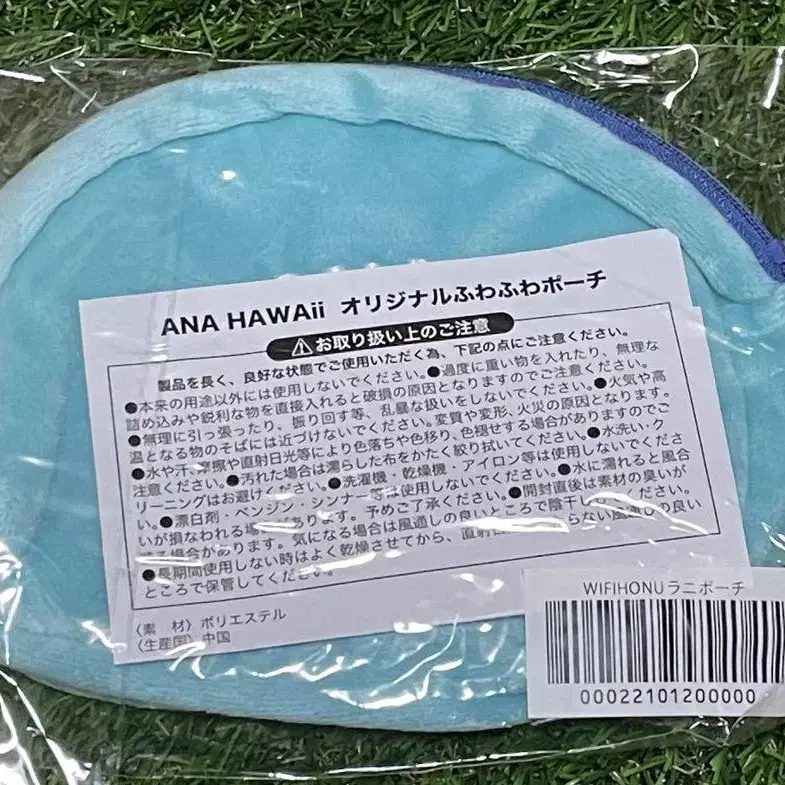 ANA HAWAii オリジナルふわふわポーチ
⚠お取り扱い上のご注意
製品を長く、良好な状態でご使用いただく為、下記の点にご注意ください。
●本来の用途以外には使用しないでください。●過度に重い物を入れたり、無理な
詰め込みや鋭利な物を直接入れると破損の原因となりますのでご注意ください。
●無理に引っ張ったり、振り回す等、乱暴な扱いをしないでください。●火気や高
温となる物のそばには近づけないでください。変質や変形、火災の原因となります。
●水や汗、摩擦や直射日光等により色落ちや色移り、色褪せする場合がありますのでご
注意ください。●汚れた場合は濡らした布をかたく絞り拭いてください。●水洗い・ク
リーニングはお避けください。●洗濯機・乾燥機・アイロン等は使用しないでくださ
い。●漂白剤・ベンジン・シンナー等は使用しないでください。●水に濡れると風合
いが損なわれる場合があります。予めご了承ください。●開封直後は素材の臭いが
する場合があります。気になる場合は風通しの良いところで陰干ししてください。
●長期間使用しない時はよく乾燥させてから、直射日 らない風通しの良い
ところで保管してください。
〈素 材〉ポリエステル
〈生産国〉中国
WIFIHONUラニポーチ
00022101200000